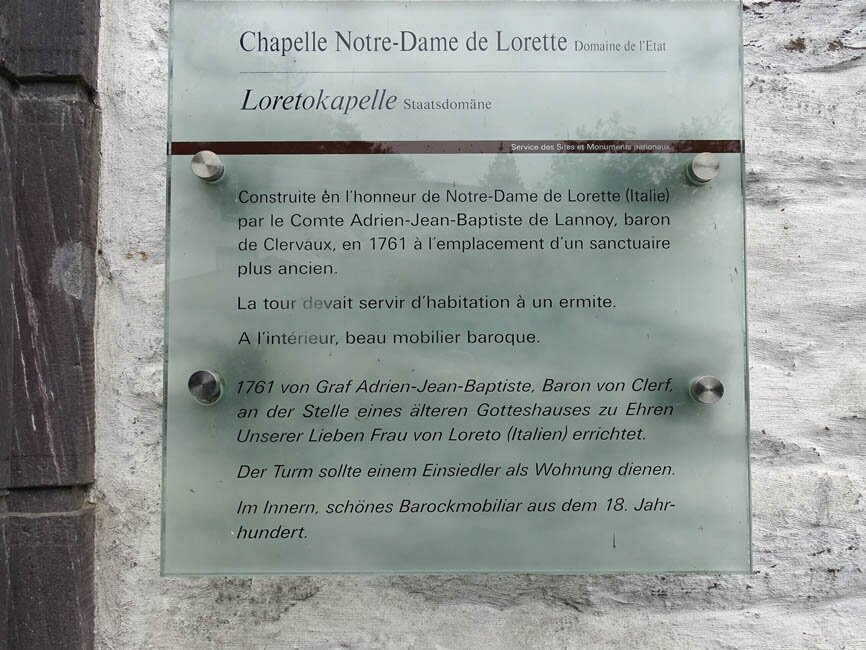 Chapelle Notre-Dame de Lorette Domaine de l'Etat
Loretokapelle Staatsdomäne
Service des Sites et Monuments nationaux
Construite en l'honneur de Notre-Dame de Lorette (Italie)
par le Comte Adrien-Jean-Baptiste de Lannoy, baron
de Clervaux, en 1761 à l'emplacement d'un sanctuaire
plus ancien.
La tour devait servir d'habitation à un ermite.
A l'intérieur, beau mobilier baroque.
1761 von Graf Adrien-Jean-Baptiste, Baron von Clerf,
an der Stelle eines älteren Gotteshauses zu Ehren
Unserer Lieben Frau von Loreto (Italien) errichtet.
Der Turm sollte einem Einsiedler als Wohnung dienen.
Im Innern, schönes Barockmobiliar aus dem 18. Jahr-
hundert.